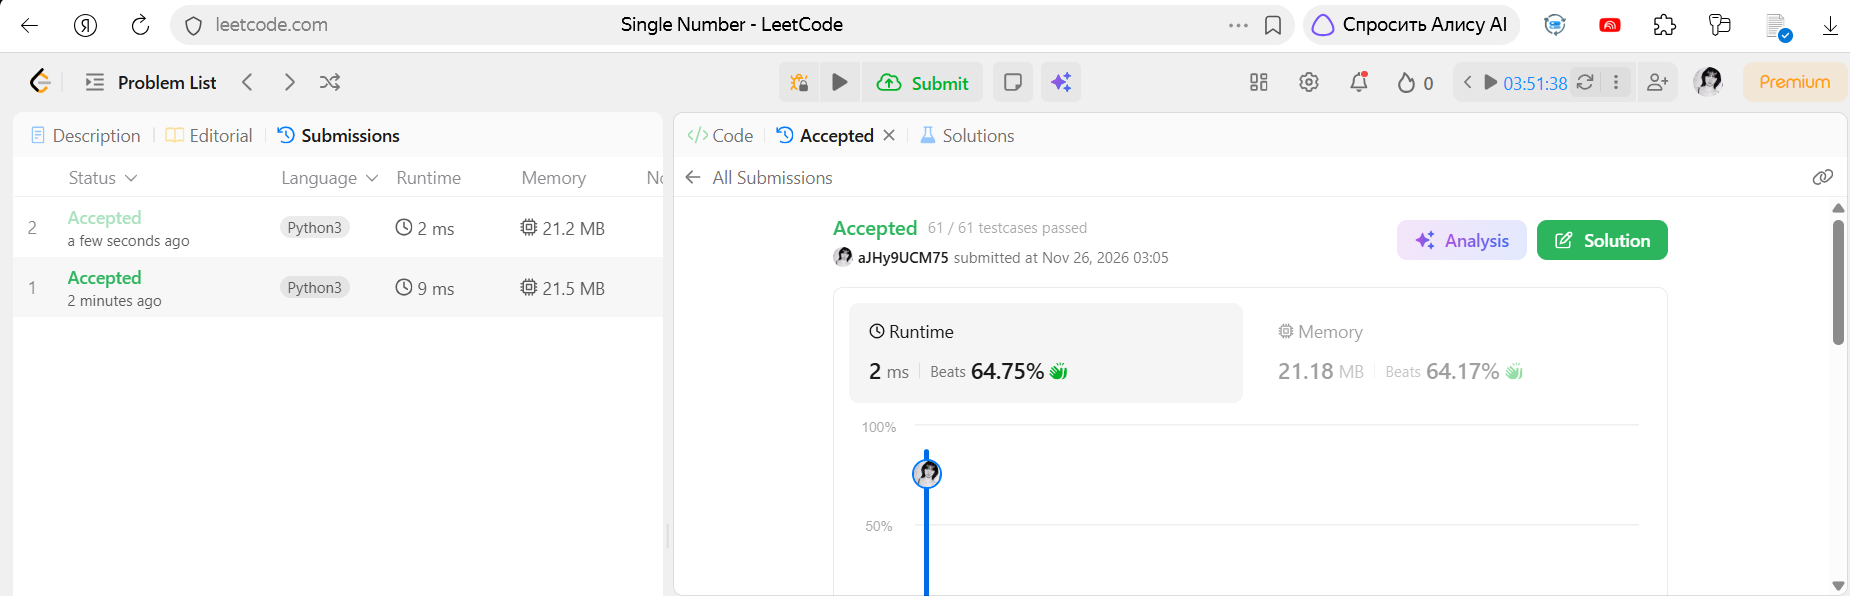 leetcode.com
Single Number - LeetCode
Спросить Алису AI
Problem List
Submit
0
03:51:38
Premium
Description
Editorial
Submissions
Status
Language
Runtime
Memory
2
Accepted
a few seconds ago
Python3
2 ms
21.2 MB
1
Accepted
2 minutes ago
Python3
9 ms
21.5 MB
</> Code
Accepted
Solutions
All Submissions
Accepted 61 / 61 testcases passed
aJHy9UCM75 submitted at Nov 26, 2026 03:05
Analysis
Solution
Runtime
2 ms
Beats 64.75%
Memory
21.18 MB
Beats 64.17%
100%
50%